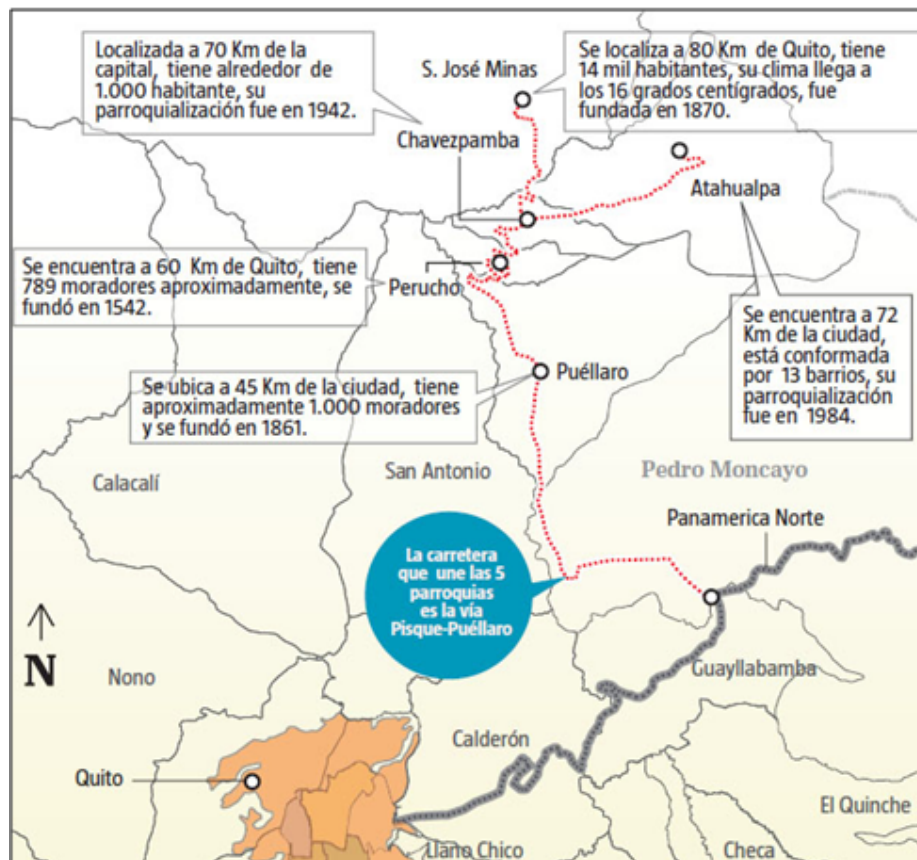 Localizada a 70 Km de la
capital, tiene alrededor de
1.000 habitante, su
parroquialización fue en 1942.
S. José Minas
Se localiza a 80 Km de Quito, tiene
14 mil habitantes, su clima llega a
los 16 grados centígrados, fue
fundada en 1870.
Chavezpamba
Atahualpa
Se encuentra a 60 Km de Quito, tiene
789 moradores aproximadamente, se
fundó en 1542.
Perucho
Se encuentra a 72
Km de la ciudad,
está conformada
por 13 barrios, su
parroquialización
fue en 1984.
Se ubica a 45 Km de la ciudad, tiene
aproximadamente 1.000 moradores
y se fundó en 1861.
Puéllaro
Calacalí
San Antonio
Pedro Moncayo
Panamerica Norte
La carretera
que une las 5
parroquias
es la vía
Pisque-Puéllaro
N
Nono
Guayllabamba
Calderón
Quito
El Quinche
Llano Chico
Checa